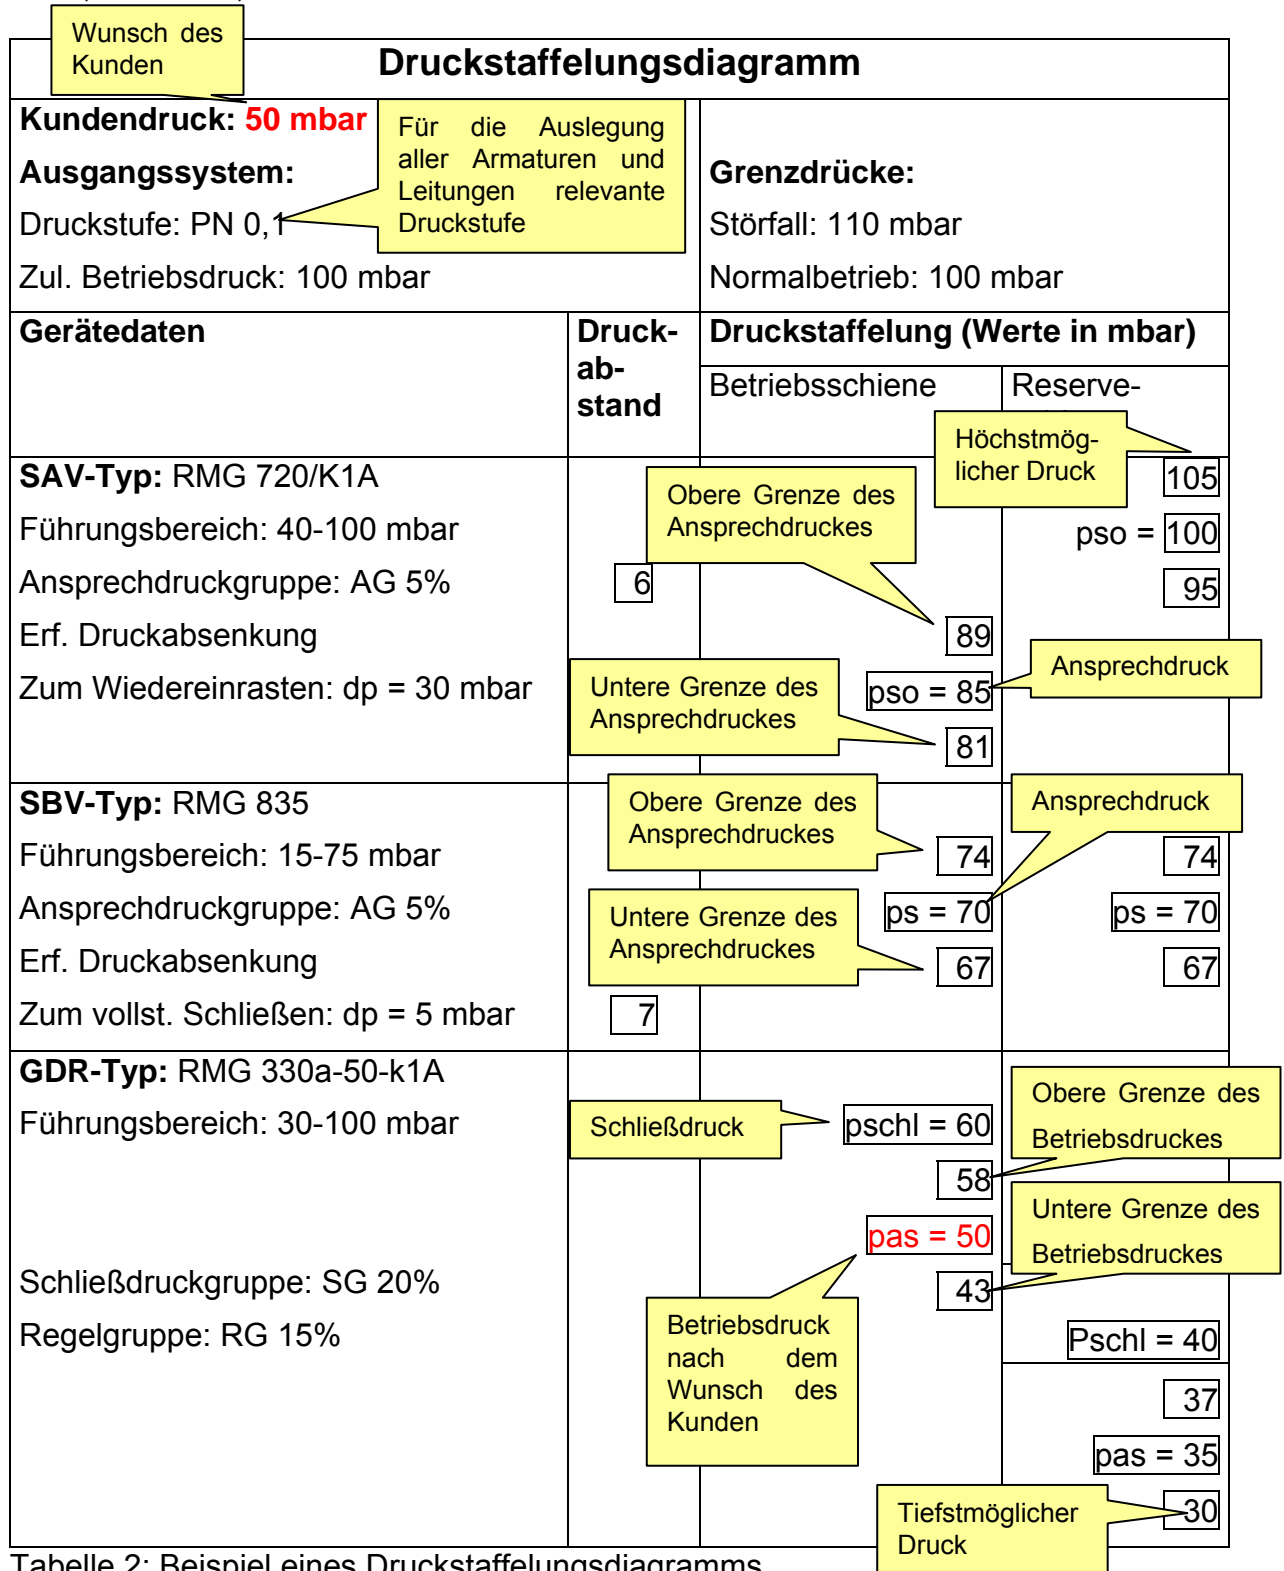 Wunsch des
Kunden
Druckstaffelungsdiagramm
Kundendruck: 50 mbar
Für die Auslegung
aller Armaturen und
Leitungen relevante
Druckstufe
Ausgangssystem:
Druckstufe: PN 0,1
Zul. Betriebsdruck: 100 mbar
Grenzdrücke:
Störfall: 110 mbar
Normalbetrieb: 100 mbar
Gerätedaten
Druck-
ab-
stand
Druckstaffelung (Werte in mbar)
Betriebsschiene
Reserve-
Höchstmög-
licher Druck
SAV-Typ: RMG 720/K1A
Führungsbereich: 40-100 mbar
Ansprechdruckgruppe: AG 5%
Erf. Druckabsenkung
Zum Wiedereinrasten: dp = 30 mbar
6
Obere Grenze des
Ansprechdruckes
89
Untere Grenze des
Ansprechdruckes
pso = 85
81
105
pso = 100
95
Ansprechdruck
SBV-Typ: RMG 835
Führungsbereich: 15-75 mbar
Ansprechdruckgruppe: AG 5%
Erf. Druckabsenkung
Zum vollst. Schließen: dp = 5 mbar
7
Obere Grenze des
Ansprechdruckes
74
Untere Grenze des
Ansprechdruckes
ps = 70
67
Ansprechdruck
74
ps = 70
67
GDR-Typ: RMG 330a-50-k1A
Führungsbereich: 30-100 mbar
Schließdruckgruppe: SG 20%
Regelgruppe: RG 15%
Schließdruck
pschl = 60
58
pas = 50
43
Betriebsdruck
nach dem
Wunsch des
Kunden
Obere Grenze des
Betriebsdruckes
Untere Grenze des
Betriebsdruckes
Pschl = 40
37
pas = 35
30
Tiefstmöglicher
Druck
Tabelle 2: Beispiel eines Druckstaffelungsdiagramms